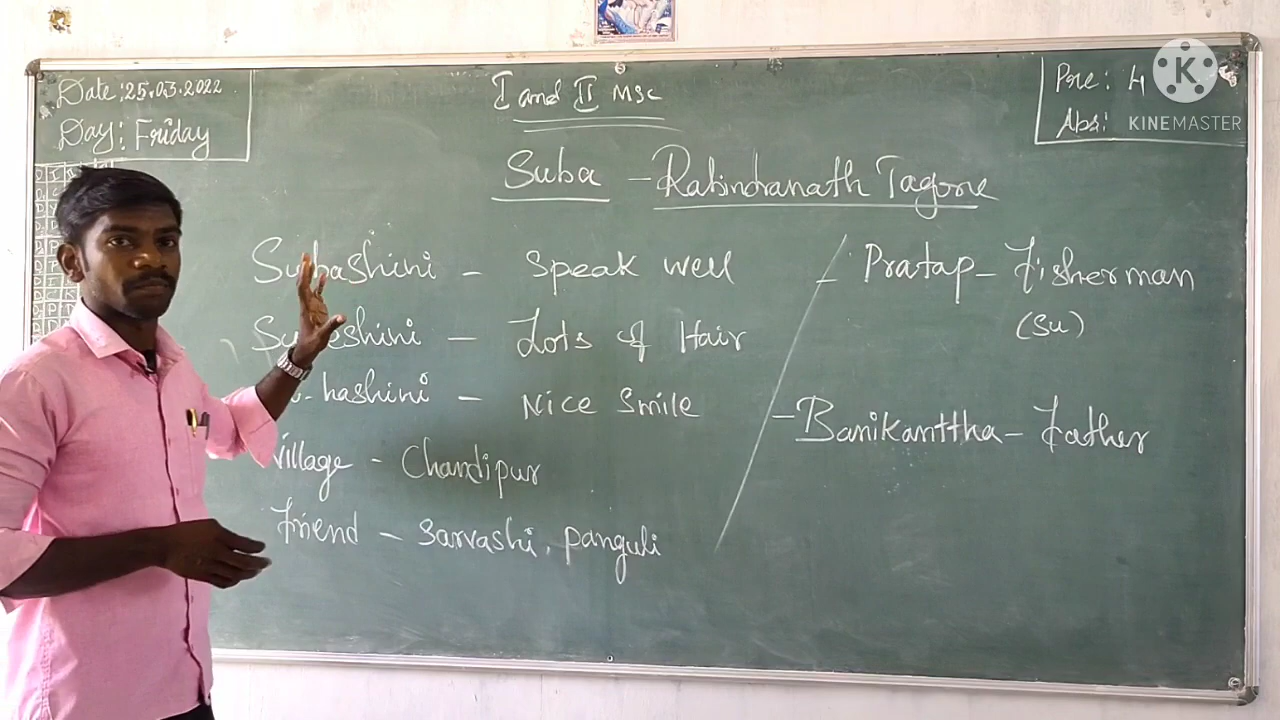 Date: 25.03.2022
Day: Friday
I and II MSc
Pre: 4
Abs:
K
KINEMASTER
Suba - Rabindranath Tagore
Subashini - Speak well
Sukeshini - Lots of Hair
hashini - Nice Smile
Village - Chandipur
Friend - Sarvashi, Panguli
- Pratap - Fisherman
(Su)
- Banikanttha - Father